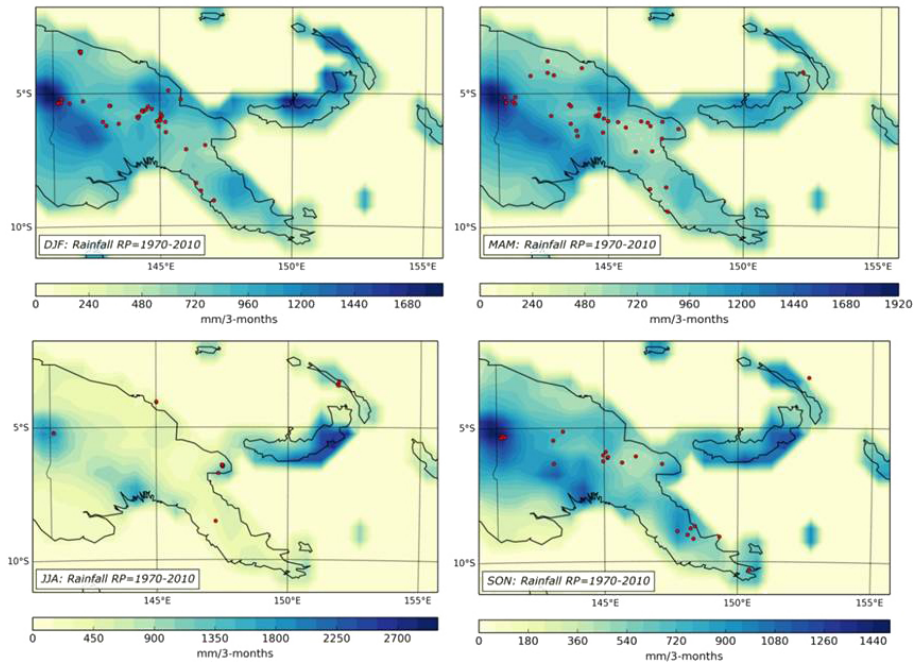 5°S
10°S
DJF: Rainfall RP=1970-2010
145°E 150°E 155°E
0 240 480 720 960 1200 1440 1680
mm/3-months
5°S
10°S
MAM: Rainfall RP=1970-2010
145°E 150°E 155°E
0 240 480 720 960 1200 1440 1680 1920
mm/3-months
5°S
10°S
JJA: Rainfall RP=1970-2010
145°E 150°E 155°E
0 450 900 1350 1800 2250 2700
mm/3-months
5°S
10°S
SON: Rainfall RP=1970-2010
145°E 150°E 155°E
0 180 360 540 720 900 1080 1260 1440
mm/3-months